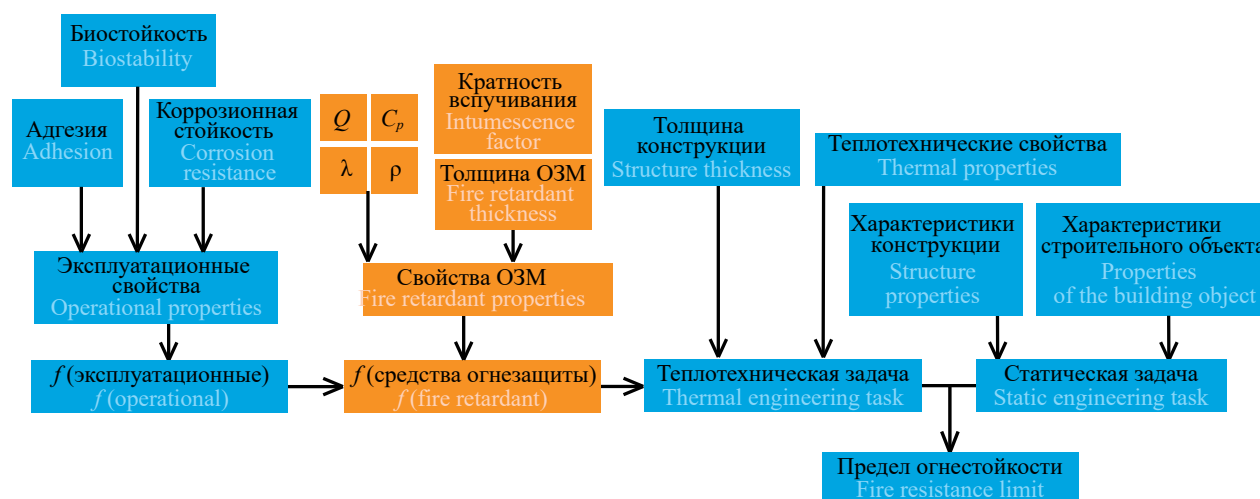 Биостойкость
Biostability
Адгезия
Adhesion
Коррозионная
стойкость
Corrosion
resistance
Эксплуатационные
свойства
Operational properties
f (эксплуатационные)
f (operational)
Q
Cp
λ
ρ
Кратность
вспучивания
Intumescence
factor
Толщина ОЗМ
Fire retardant
thickness
Свойства ОЗМ
Fire retardant properties
f (средства огнезащиты)
f (fire retardant)
Толщина
конструкции
Structure thickness
Теплотехнические свойства
Thermal properties
Характеристики
конструкции
Structure
properties
Характеристики
строительного объекта
Properties
of the building object
Теплотехническая задача
Thermal engineering task
Статическая задача
Static engineering task
Предел огнестойкости
Fire resistance limit